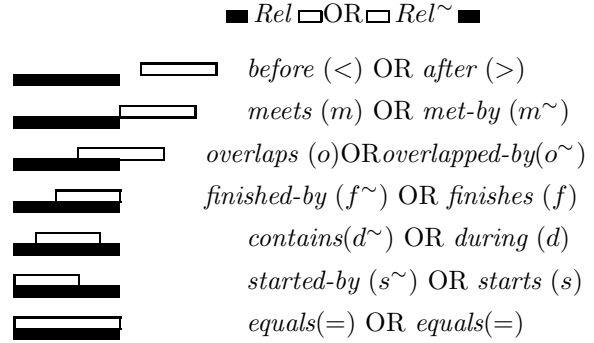 Rel OR Rel~
before (<) OR after (>)
meets (m) OR met-by (m~)
overlaps (o)ORoverlapped-by(o~)
finished-by (f~) OR finishes (f)
contains(d~) OR during (d)
started-by (s~) OR starts (s)
equals(=) OR equals(=)